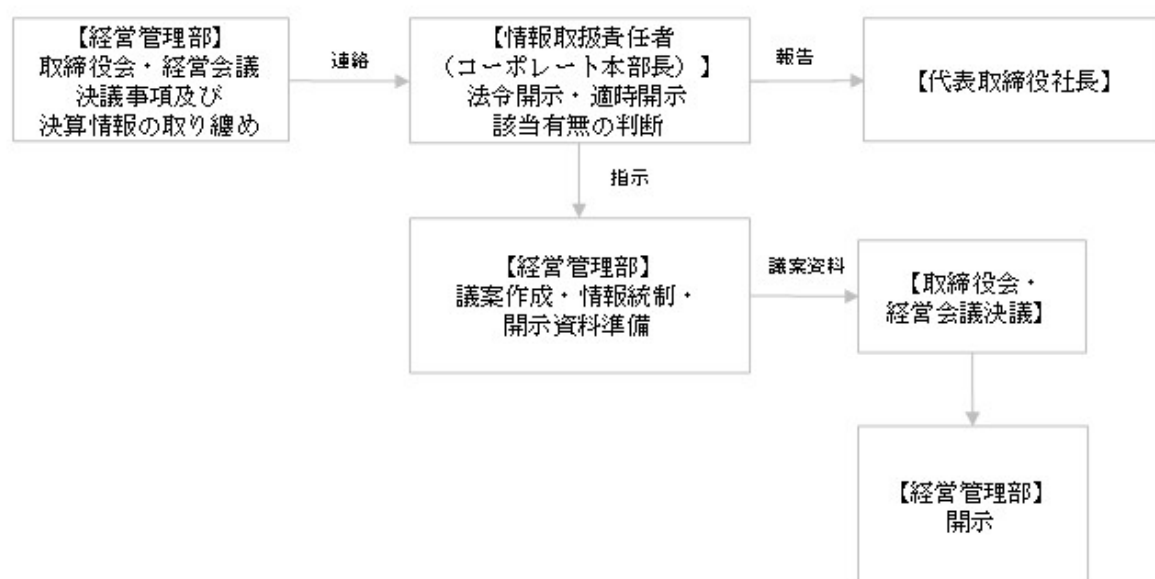 【経営管理部】
取締役会・経営会議
決議事項及び
決算情報の取り纏め
連絡
【情報取扱責任者
(コーポレート本部長)】
法令開示・適時開示
該当有無の判断
報告
【代表取締役社長】
指示
【経営管理部】
議案作成・情報統制・
開示資料準備
議案資料
【取締役会・
経営会議決議】
【経営管理部】
開示